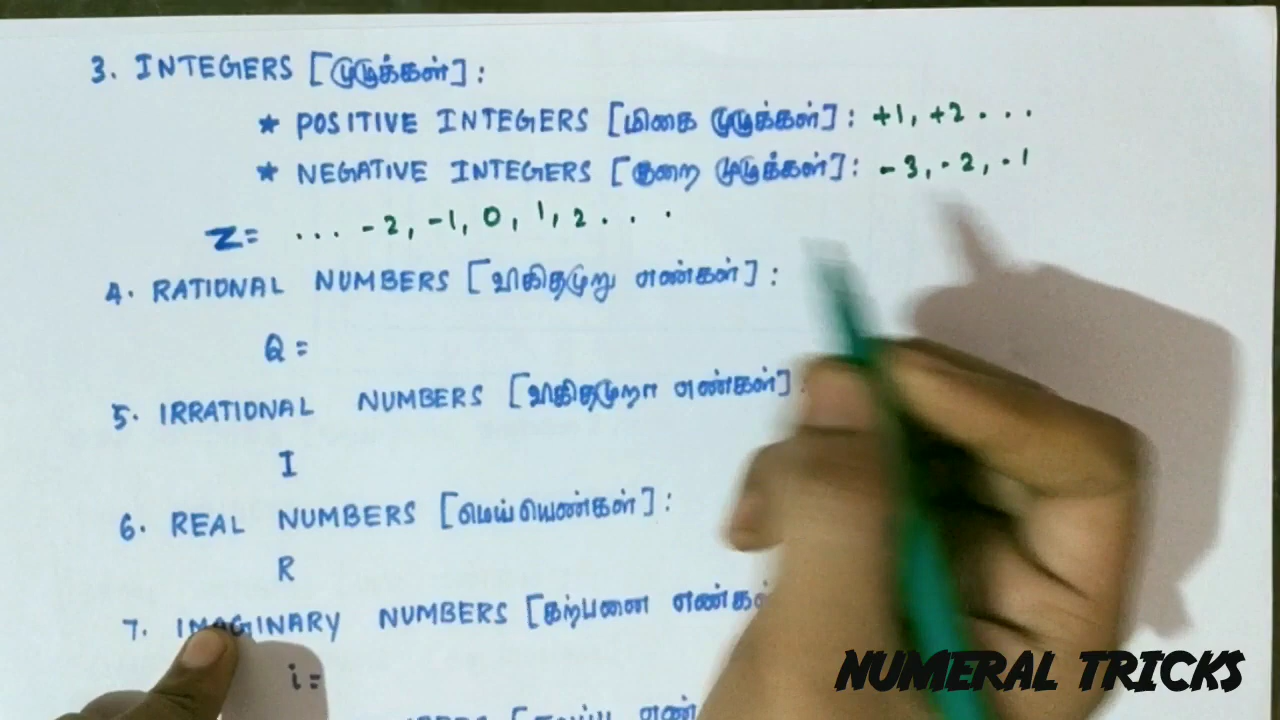 3. INTEGERS [முழுக்கள்]:
* POSITIVE INTEGERS [மிகை முழுக்கள்]: +1, +2 . . .
* NEGATIVE INTEGERS [குறை முழுக்கள்]: -3, -2, -1
Z = ... -2, -1, 0, 1, 2 . . .
4. RATIONAL NUMBERS [விகிதமுறு எண்கள்]:
Q =
5. IRRATIONAL NUMBERS [விகிதமுறா எண்கள்]:
I
6. REAL NUMBERS [மெய்யெண்கள்]:
R
7. IMAGINARY NUMBERS [கற்பனை
i =
NUMERAL TRICKS